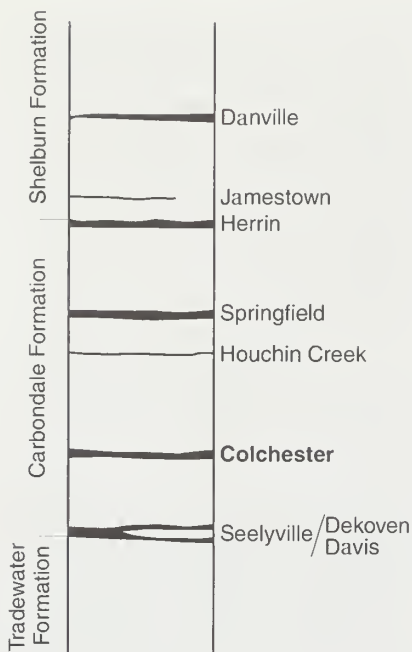 Shelburn Formation
Danville
Jamestown
Herrin
Carbondale Formation
Springfield
Houchin Creek
Colchester
Seelyville / Dekoven
Davis
Tradewater
Formation